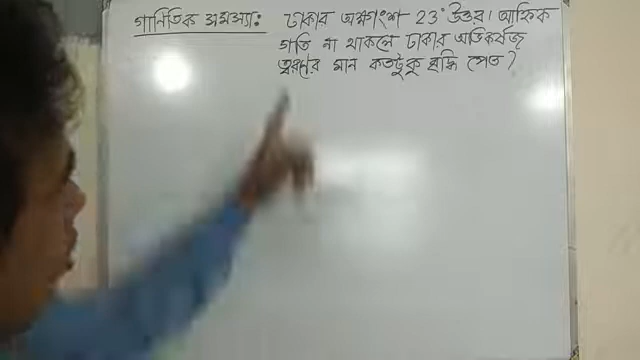 গানিতিক সমস্যা: ঢাকার অক্ষাংশ 23° উত্তর। আহ্নিক
গতি না থাকলে ঢাকার অভিকর্ষজ
ত্বরণের মান কতটুকু বৃদ্ধি পেত?